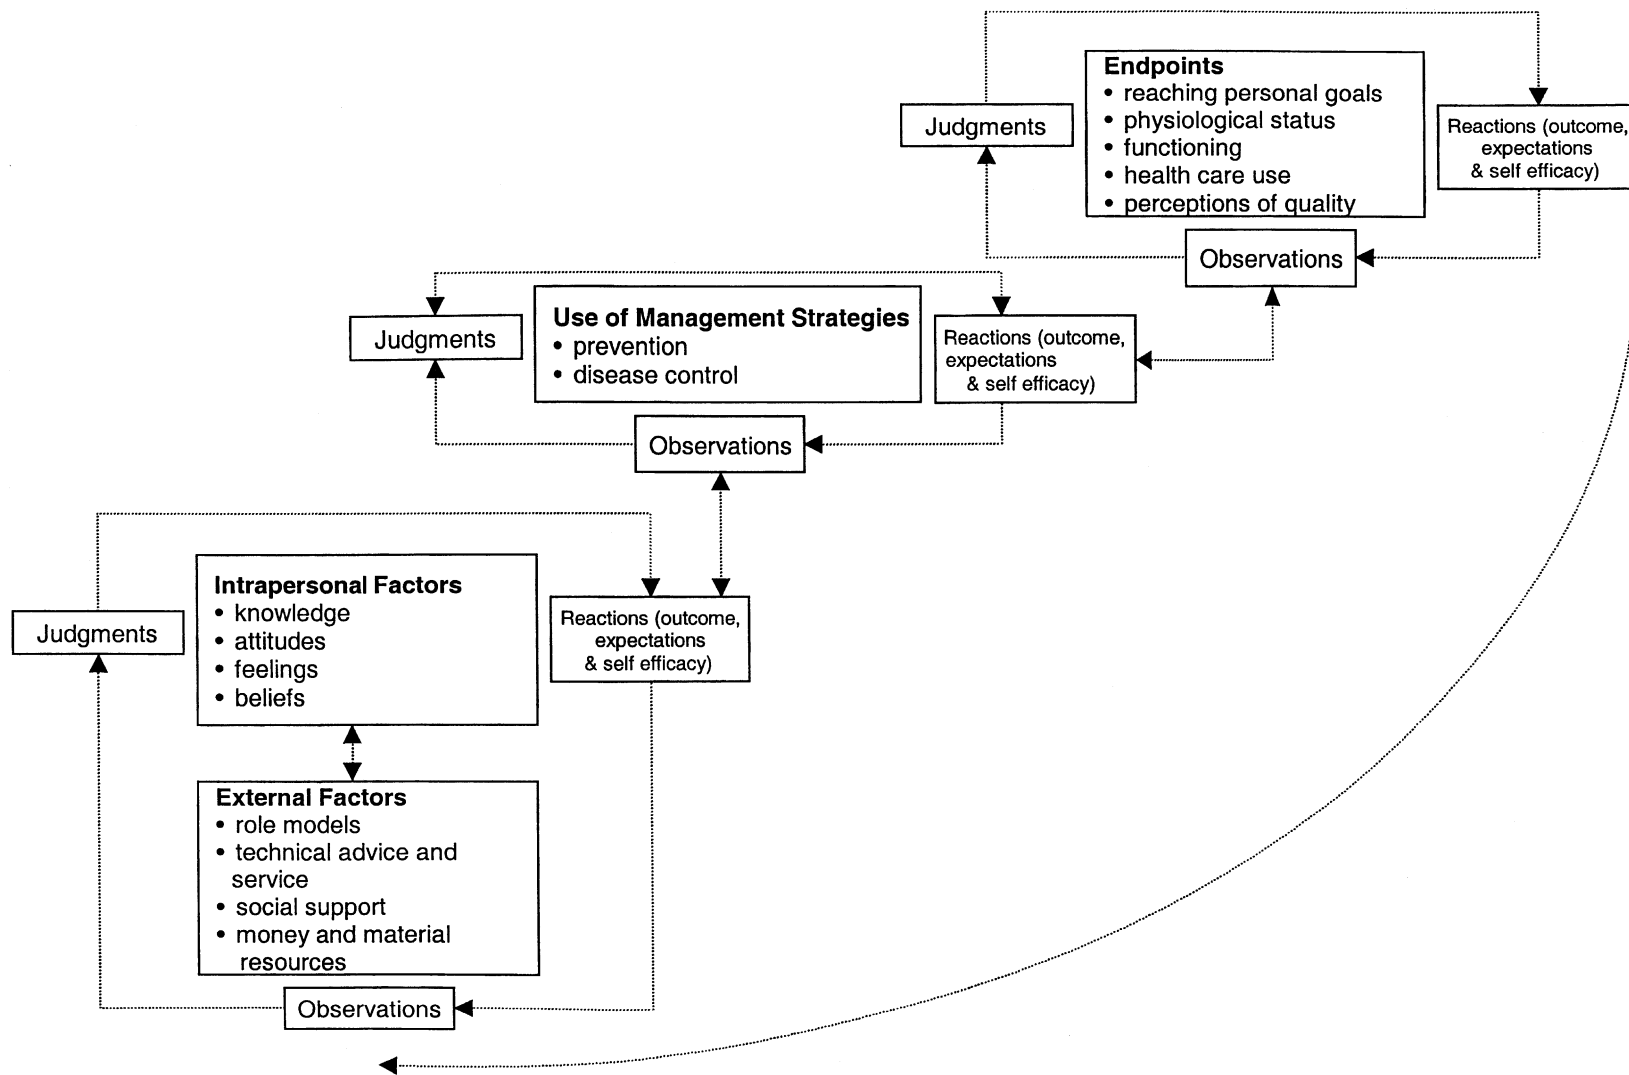 Endpoints
• reaching personal goals
• physiological status
• functioning
• health care use
• perceptions of quality
Judgments
Reactions (outcome,
expectations
& self efficacy)
Observations
Use of Management Strategies
• prevention
• disease control
Judgments
Reactions (outcome,
expectations
& self efficacy)
Observations
Intrapersonal Factors
• knowledge
• attitudes
• feelings
• beliefs
Judgments
Reactions (outcome,
expectations
& self efficacy)
External Factors
• role models
• technical advice and
service
• social support
• money and material
resources
Observations